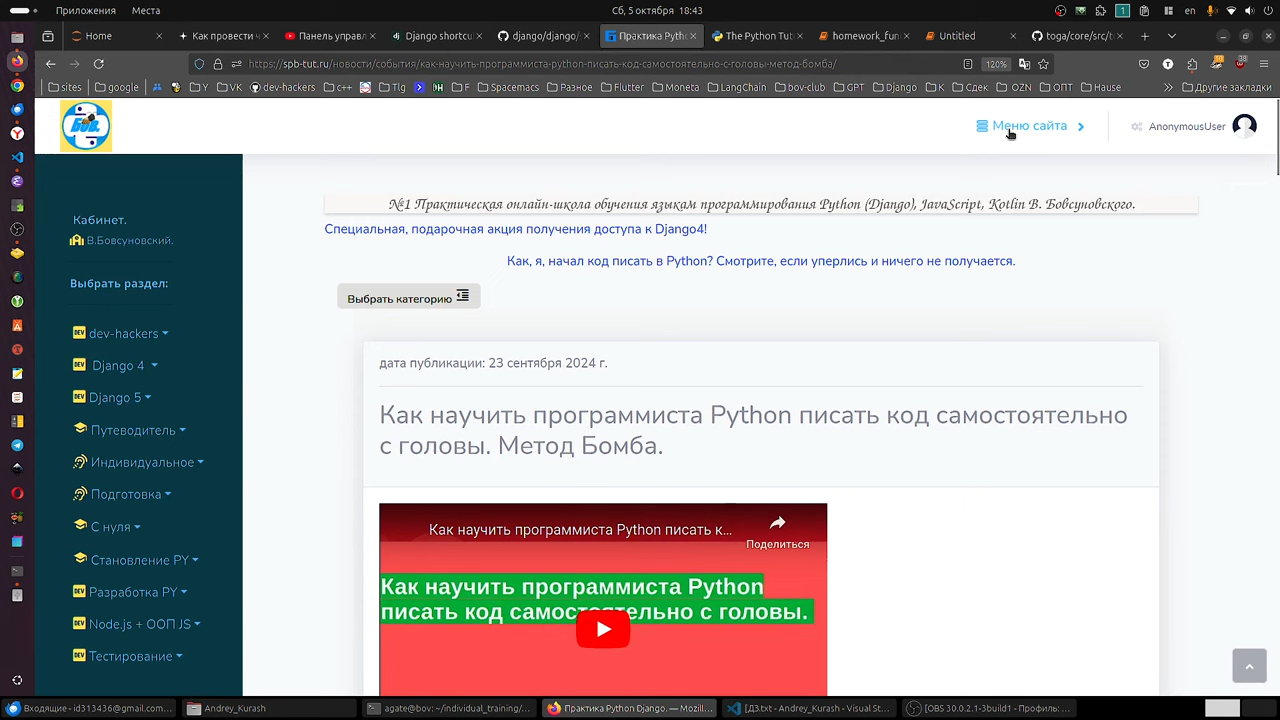 Приложения Места
Сб, 5 октября 18:43
en
Home
Как провести ч
Панель управл
Django shortcu
django/django/
Практика Pytho
The Python Tut
homework_fun
Untitled
toga/core/src/t
https://spb-tut.ru/новости/события/как-научить-программиста-python-писать-код-самостоятельно-с-головы-метод-бомба/
120%
sites
google
Y
VK
dev-hackers
c++
Tlg
H
F
Spacemacs
Разное
Flutter
Moneta
Langchain
bov-club
GPT
Django
K
Сдек
OZN
ОПТ
Hause
Другие закладки
БОВ.
Меню сайта
AnonymousUser
Кабинет.
В.Бовсуновский.
Выбрать раздел:
dev-hackers
Django 4
Django 5
Путеводитель
Индивидуальное
Подготовка
С нуля
Становление PY
Разработка PY
Node.js + ООП JS
Тестирование
№1 Практическая онлайн-школа обучения языкам программирования Python (Django), JavaScript, Kotlin В. Бовсуновского.
Специальная, подарочная акция получения доступа к Django4!
Как, я, начал код писать в Python? Смотрите, если уперлись и ничего не получается.
Выбрать категорию
дата публикации: 23 сентября 2024 г.
Как научить программиста Python писать код самостоятельно
с головы. Метод Бомба.
Как научить программиста Python писать к...
Поделиться
Как научить программиста Python
писать код самостоятельно с головы.
Входящие - id313436@gmail.com...
Andrey_Kurash
agate@bov: ~/individual_training/...
Практика Python Django. — Mozil...
[ДЗ.txt - Andrey_Kurash - Visual St...
[OBS 30.0.2.1-3build1 - Профиль: ...